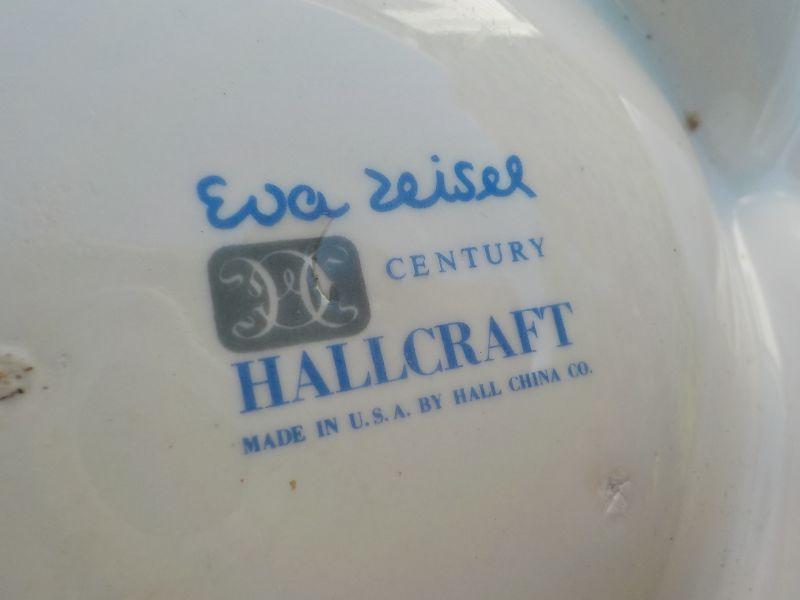 Eva Zeisel
CENTURY
HALLCRAFT
MADE IN U.S.A. BY HALL CHINA CO.